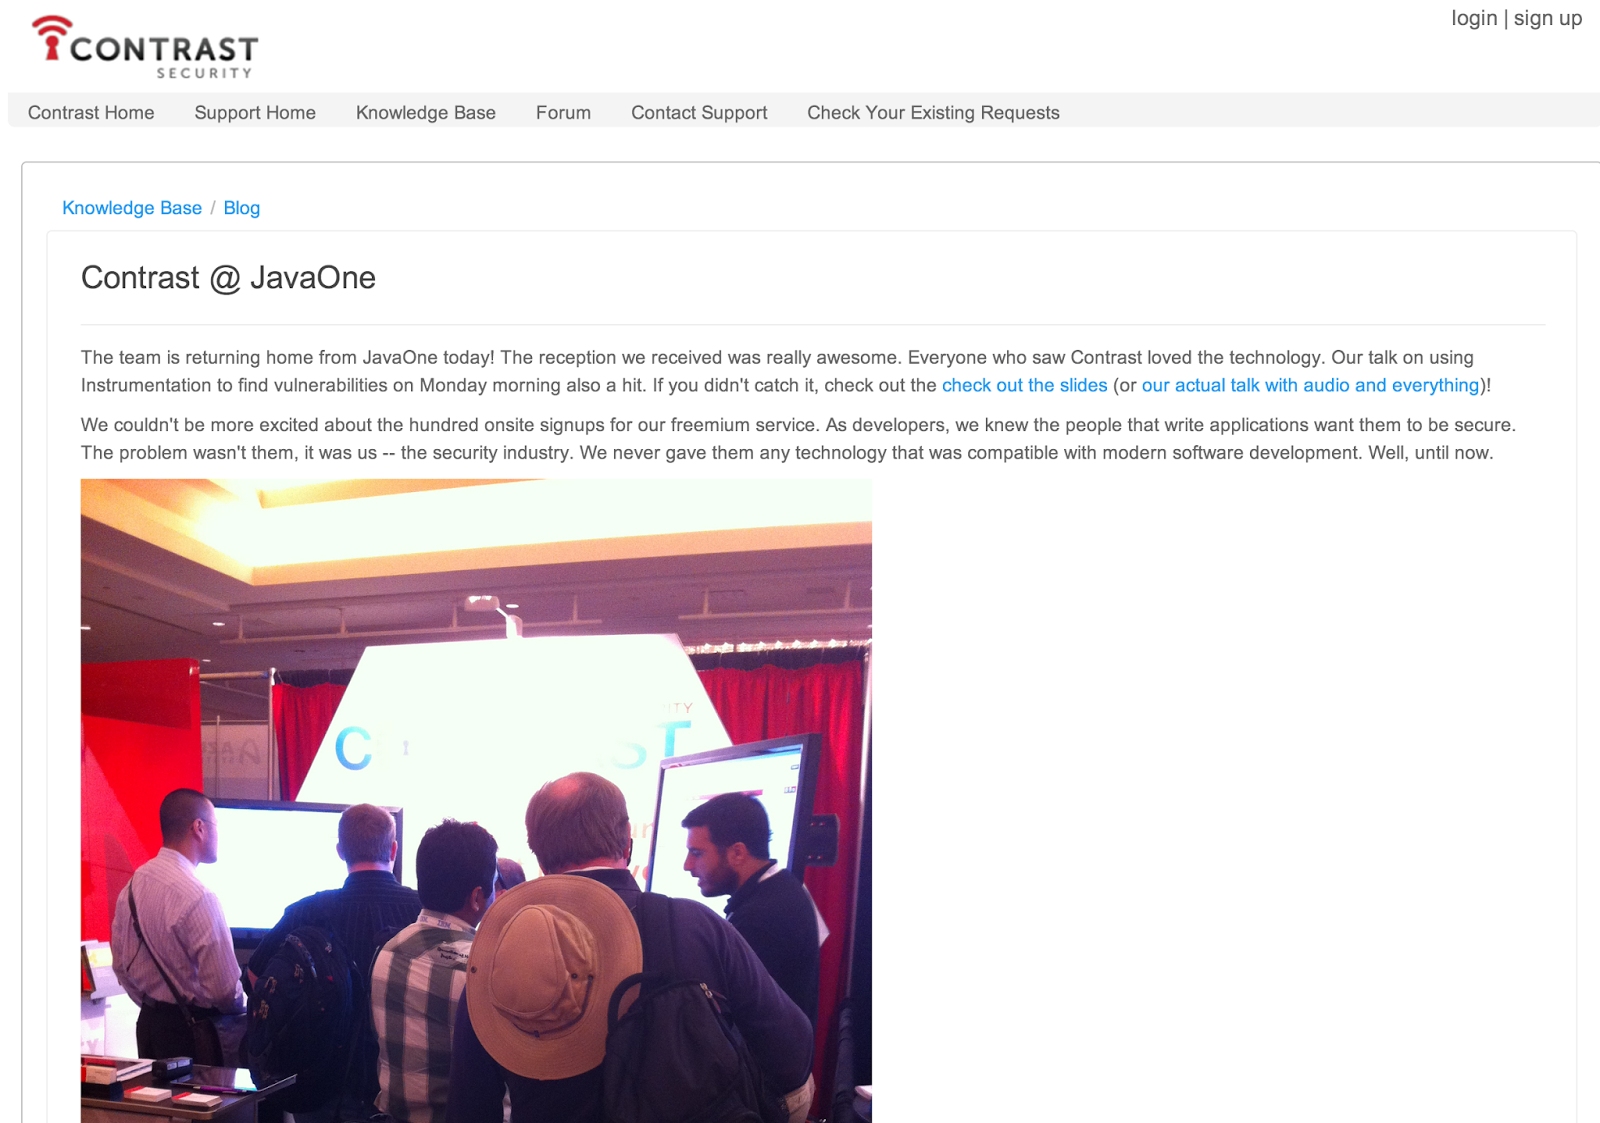 login | sign up
CONTRAST
SECURITY
Contrast Home Support Home Knowledge Base Forum Contact Support Check Your Existing Requests
Knowledge Base / Blog
Contrast @ JavaOne
The team is returning home from JavaOne today! The reception we received was really awesome. Everyone who saw Contrast loved the technology. Our talk on using
Instrumentation to find vulnerabilities on Monday morning also a hit. If you didn't catch it, check out the check out the slides (or our actual talk with audio and everything)!
We couldn't be more excited about the hundred onsite signups for our freemium service. As developers, we knew the people that write applications want them to be secure.
The problem wasn't them, it was us -- the security industry. We never gave them any technology that was compatible with modern software development. Well, until now.
ITY
C ST